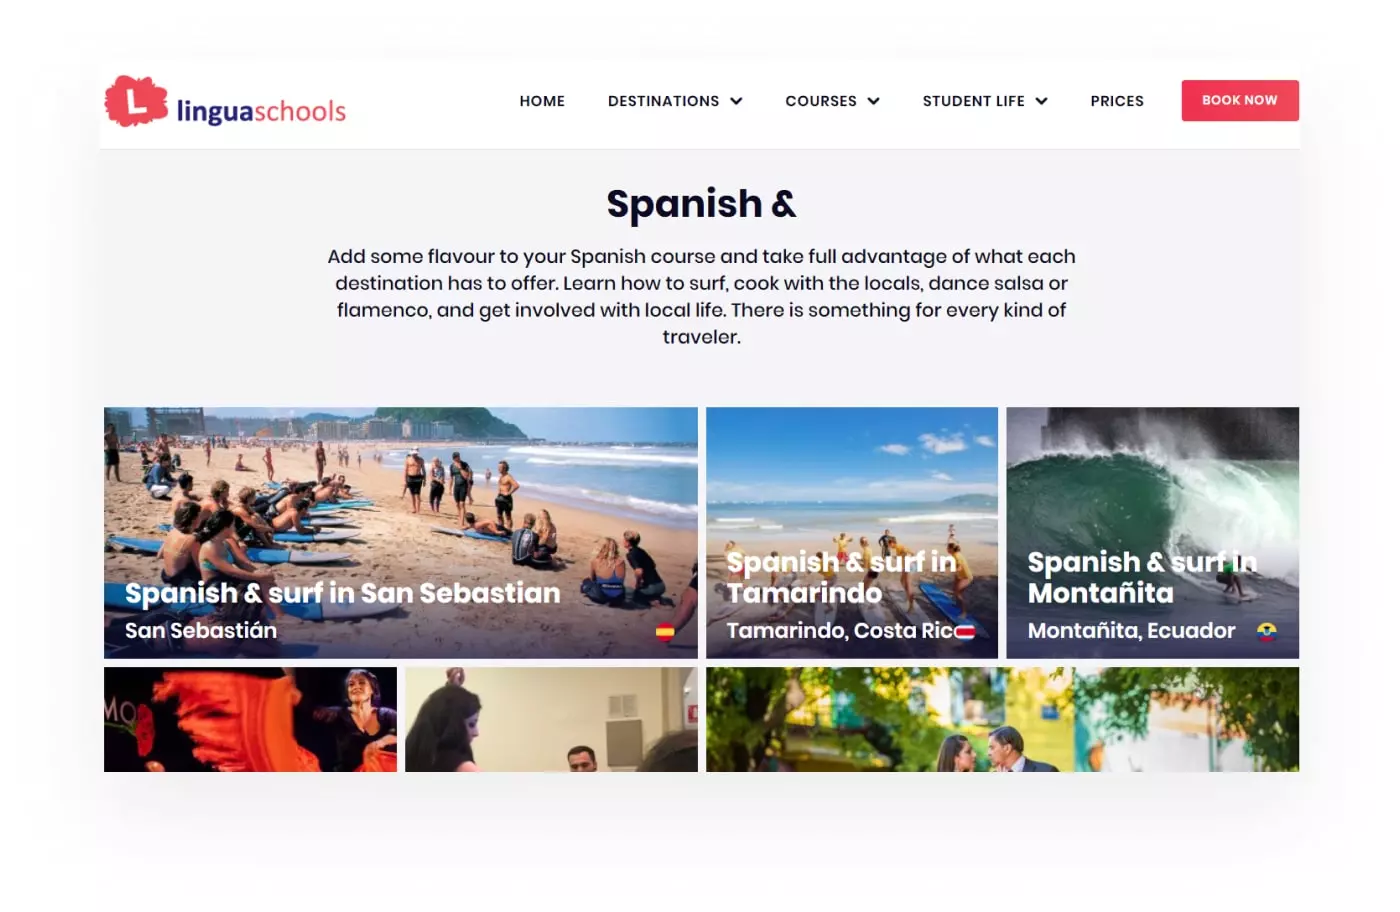 L linguaschools
HOME DESTINATIONS COURSES STUDENT LIFE PRICES BOOK NOW
Spanish &
Add some flavour to your Spanish course and take full advantage of what each
destination has to offer. Learn how to surf, cook with the locals, dance salsa or
flamenco, and get involved with local life. There is something for every kind of
traveler.
Spanish & surf in San Sebastian
San Sebastián
Spanish & surf in
Tamarindo
Tamarindo, Costa Ric
Spanish & surf in
Montañita
Montañita, Ecuador
MO